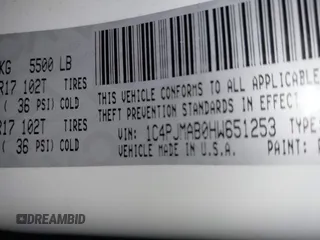 KG 5500 LB
R17 102T TIRES
( 36 PSI) COLD
R17 102T TIRES
( 36 PSI) COLD
THIS VEHICLE CONFORMS TO ALL APPLICABLE
THEFT PREVENTION STANDARDS IN EFFECT
VIN: 1C4PJMAB0HW651253 TYPE:
VEHICLE MADE IN U.S.A. PAINT:
DREAMBID